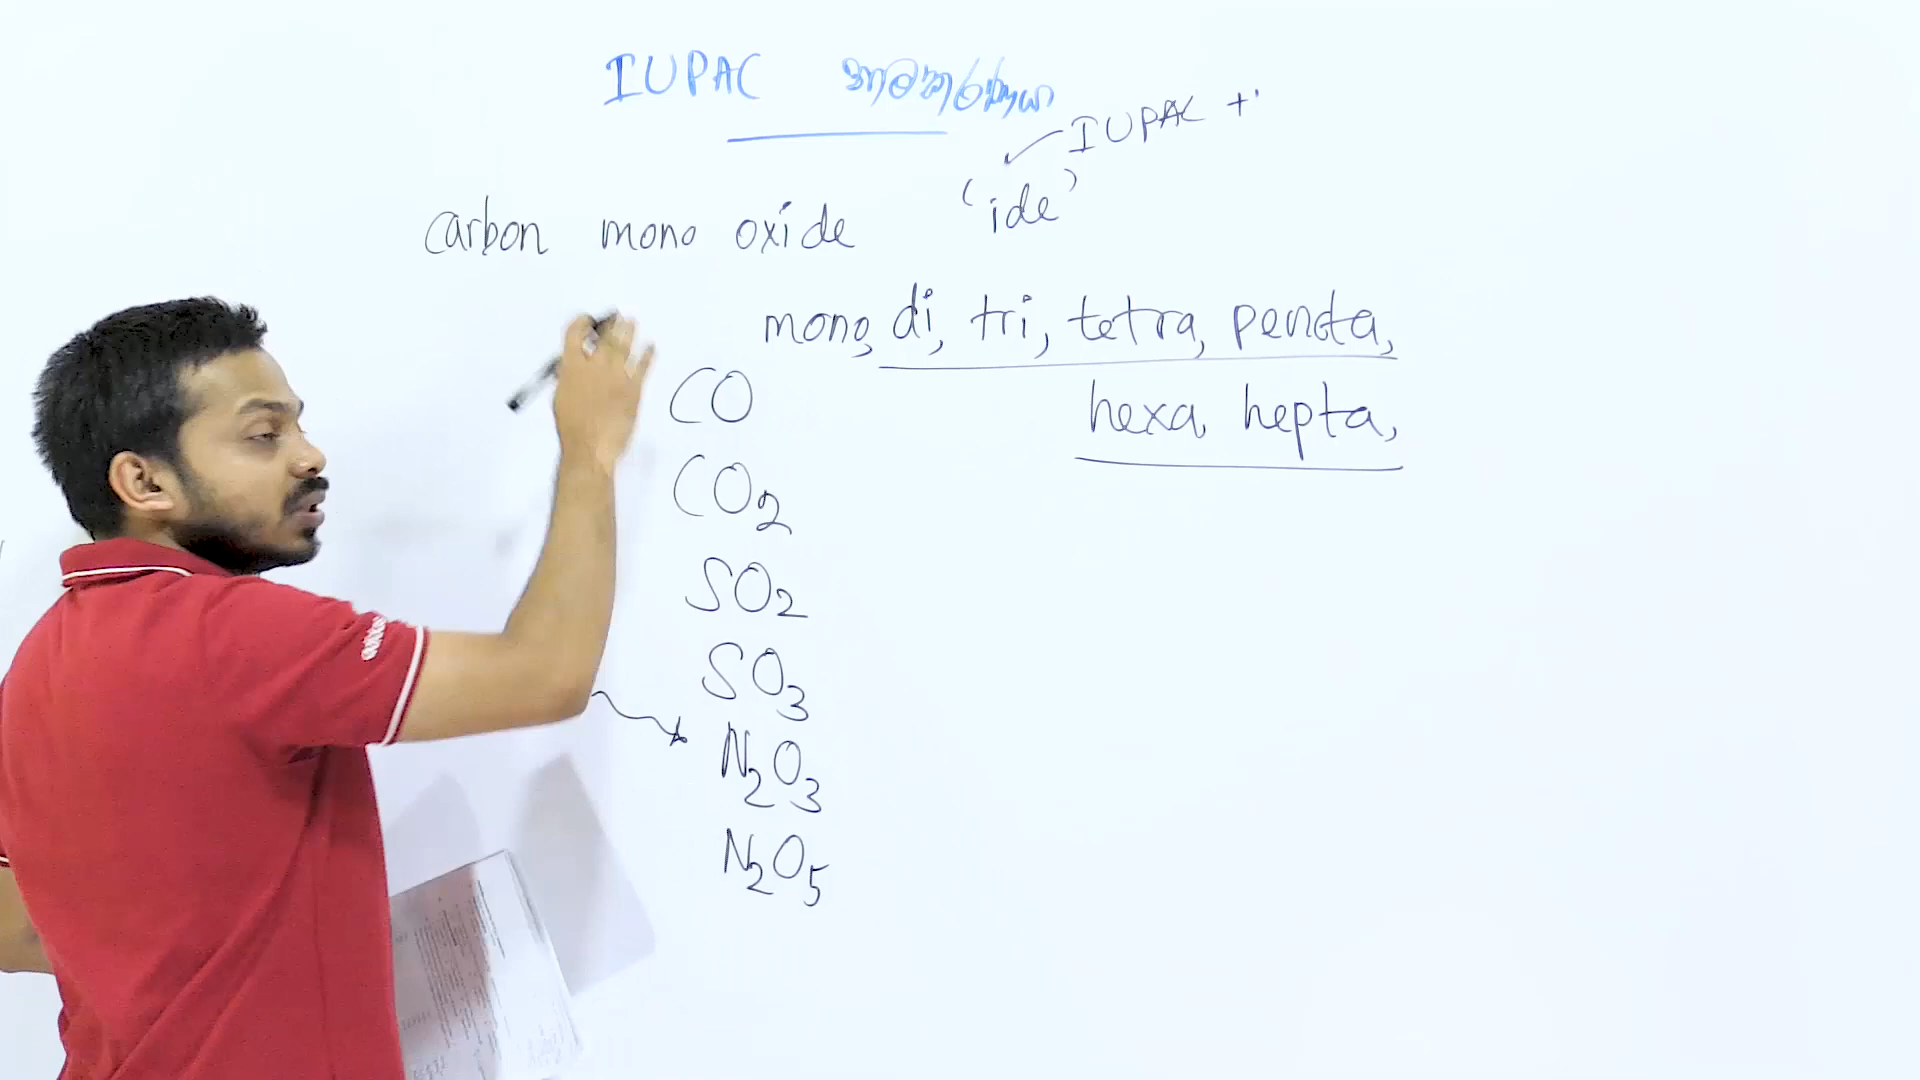 IUPAC
IUPAC +'
carbon mono oxide 'ide'
mono, di, tri, tetra, penta,
CO
hexa, hepta,
CO2
SO2
SO3
N2O3
N2O5